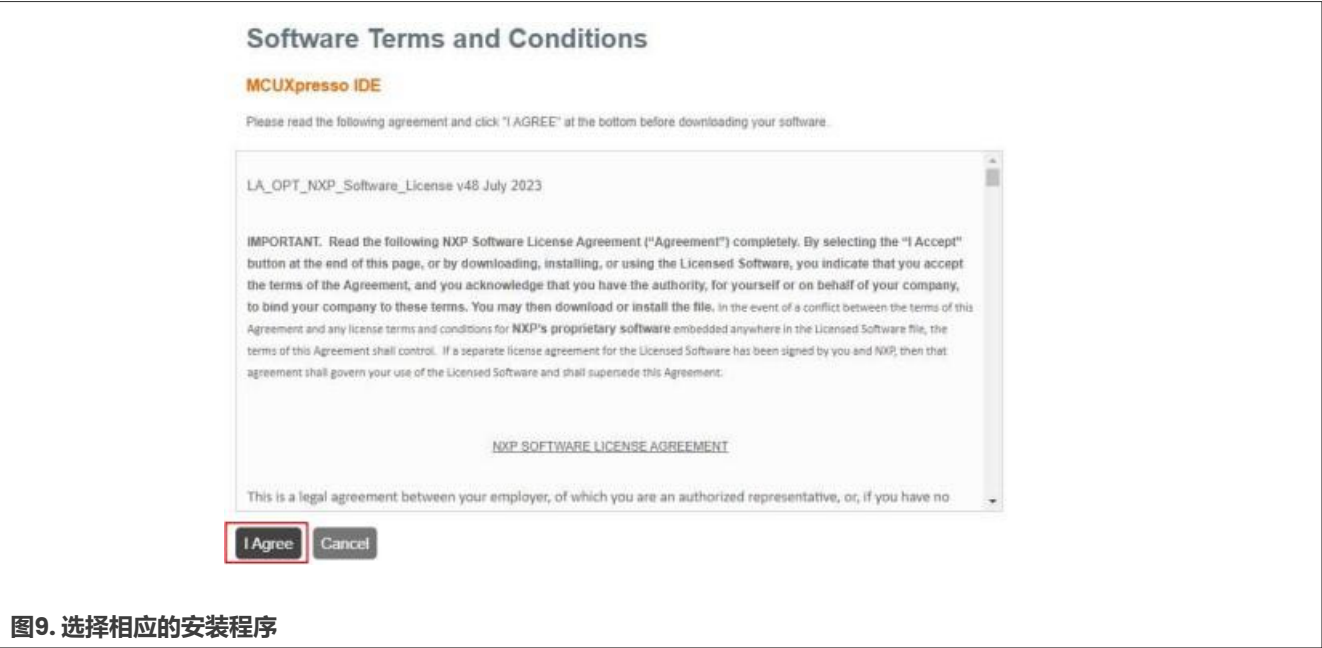 Software Terms and Conditions
MCUXpresso IDE
Please read the following agreement and click "I AGREE" at the bottom before downloading your software.
LA_OPT_NXP_Software_License v48 July 2023
IMPORTANT. Read the following NXP Software License Agreement (“Agreement”) completely. By selecting the “I Accept”
button at the end of this page, or by downloading, installing, or using the Licensed Software, you indicate that you accept
the terms of the Agreement, and you acknowledge that you have the authority, for yourself or on behalf of your company,
to bind your company to these terms. You may then download or install the file. In the event of a conflict between the terms of this
Agreement and any license terms and conditions for NXP's proprietary software embedded anywhere in the Licensed Software file, the
terms of this Agreement shall control. If a separate license agreement for the Licensed Software has been signed by you and NXP, then that
agreement shall govern your use of the Licensed Software and shall supersede this Agreement.
NXP SOFTWARE LICENSE AGREEMENT
This is a legal agreement between your employer, of which you are an authorized representative, or, if you have no
I Agree Cancel
图9. 选择相应的安装程序